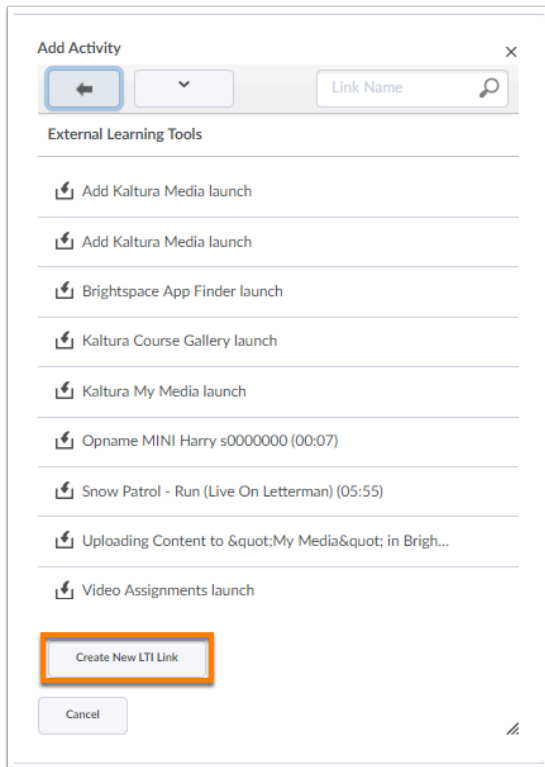 Add Activity
Link Name
External Learning Tools
Add Kaltura Media launch
Add Kaltura Media launch
Brightspace App Finder launch
Kaltura Course Gallery launch
Kaltura My Media launch
Opname MINI Harry s0000000 (00:07)
Snow Patrol - Run (Live On Letterman) (05:55)
Uploading Content to &quot;My Media&quot; in Brigh...
Video Assignments launch
Create New LTI Link
Cancel